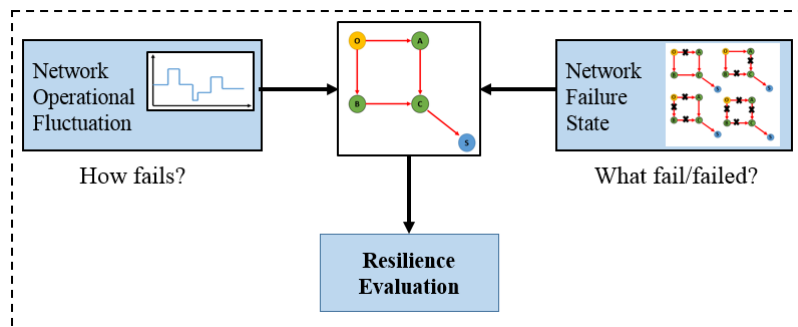 Network
Operational
Fluctuation
How fails?
O
A
B
C
S
Network
Failure
State
What fail/failed?
Resilience
Evaluation